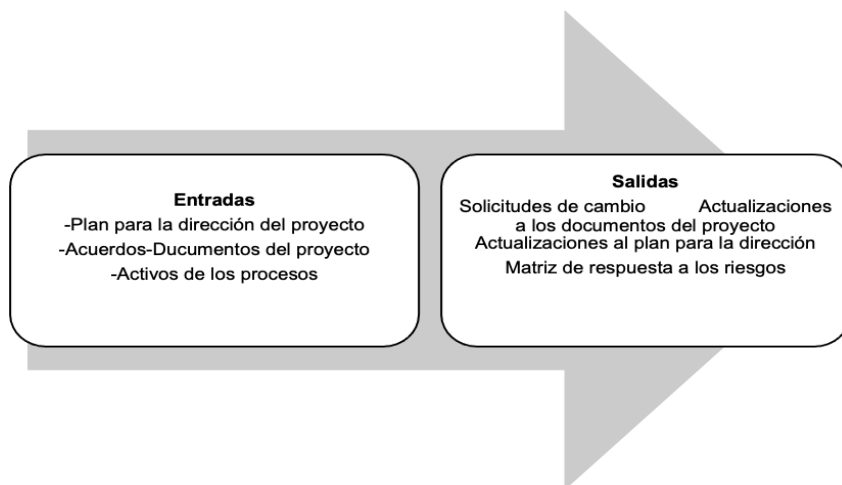 Entradas
-Plan para la dirección del proyecto
-Acuerdos-Ducumentos del proyecto
-Activos de los procesos
Salidas
Solicitudes de cambio Actualizaciones
a los documentos del proyecto
Actualizaciones al plan para la dirección
Matriz de respuesta a los riesgos